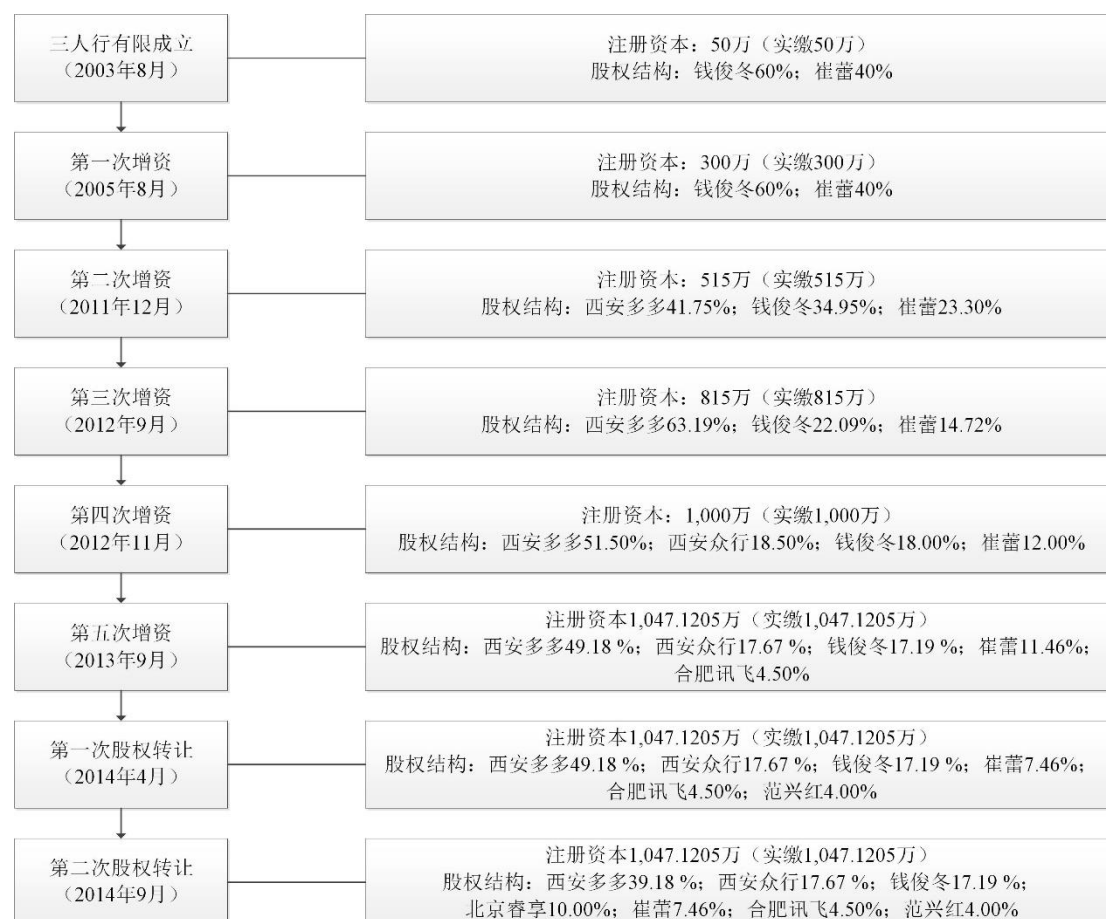 三人行有限成立
（2003年8月）
注册资本：50万（实缴50万）
股权结构：钱俊冬60%；崔蕾40%
第一次增资
（2005年8月）
注册资本：300万（实缴300万）
股权结构：钱俊冬60%；崔蕾40%
第二次增资
（2011年12月）
注册资本：515万（实缴515万）
股权结构：西安多多41.75%；钱俊冬34.95%；崔蕾23.30%
第三次增资
（2012年9月）
注册资本：815万（实缴815万）
股权结构：西安多多63.19%；钱俊冬22.09%；崔蕾14.72%
第四次增资
（2012年11月）
注册资本：1,000万（实缴1,000万）
股权结构：西安多多51.50%；西安众行18.50%；钱俊冬18.00%；崔蕾12.00%
第五次增资
（2013年9月）
注册资本1,047.1205万（实缴1,047.1205万）
股权结构：西安多多49.18 %；西安众行17.67 %；钱俊冬17.19 %；崔蕾11.46%；
合肥讯飞4.50%
第一次股权转让
（2014年4月）
注册资本1,047.1205万（实缴1,047.1205万）
股权结构：西安多多49.18 %；西安众行17.67 %；钱俊冬17.19 %；崔蕾7.46%；
合肥讯飞4.50%；范兴红4.00%
第二次股权转让
（2014年9月）
注册资本1,047.1205万（实缴1,047.1205万）
股权结构：西安多多39.18 %；西安众行17.67 %；钱俊冬17.19 %；
北京睿享10.00%；崔蕾7.46%；合肥讯飞4.50%；范兴红4.00%